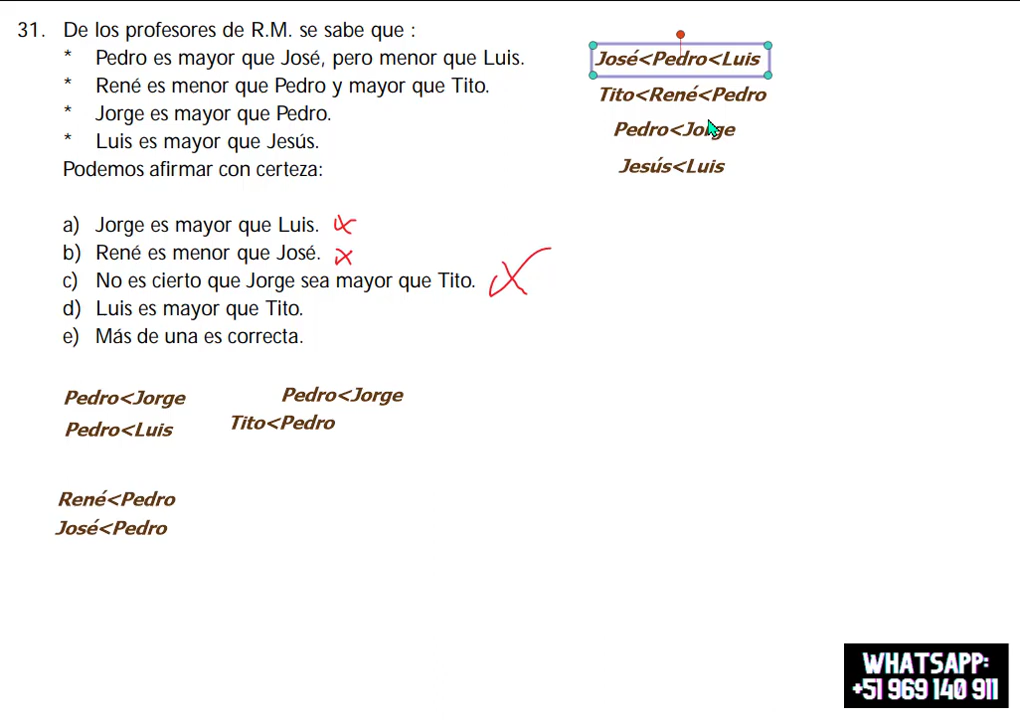 31. De los profesores de R.M. se sabe que :
* Pedro es mayor que José, pero menor que Luis.
* René es menor que Pedro y mayor que Tito.
* Jorge es mayor que Pedro.
* Luis es mayor que Jesús.
Podemos afirmar con certeza:
a) Jorge es mayor que Luis.
b) René es menor que José.
c) No es cierto que Jorge sea mayor que Tito.
d) Luis es mayor que Tito.
e) Más de una es correcta.
José<Pedro<Luis
Tito<René<Pedro
Pedro<Jorge
Jesús<Luis
Pedro<Jorge
Pedro<Luis
Pedro<Jorge
Tito<Pedro
René<Pedro
José<Pedro
WHATSAPP:
+51 969 140 911